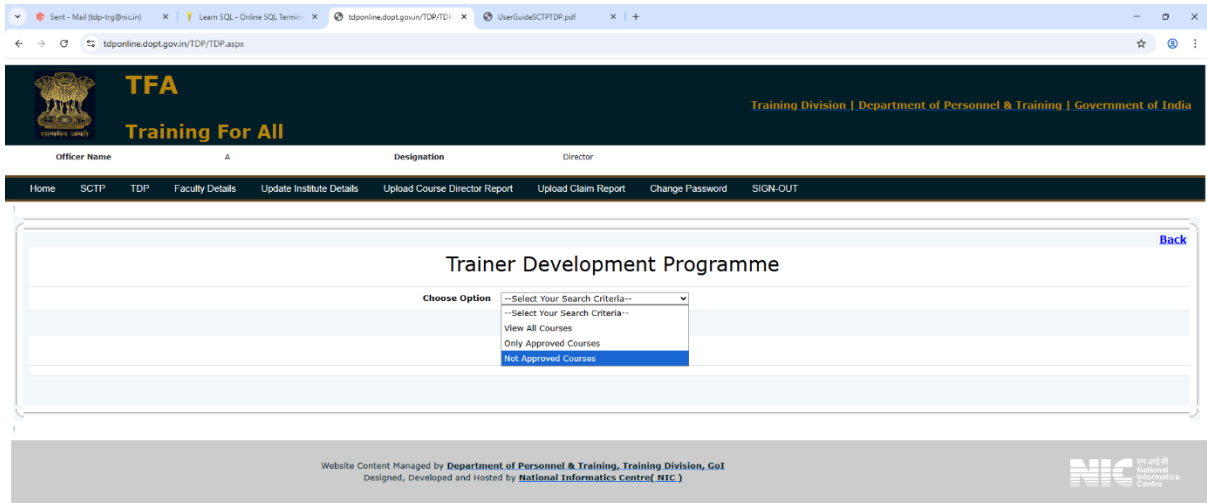 Sent - Mail (tdp-trg@nic.in)
Learn SQL - Online SQL Termin
tdponline.dopt.gov.in/TDP/TDP
UserGuideSCTPTDP.pdf
tdponline.dopt.gov.in/TDP/TDP.aspx
सत्यमेव जयते
TFA
Training For All
Training Division | Department of Personnel & Training | Government of India
Officer Name A Designation Director
Home SCTP TDP Faculty Details Update Institute Details Upload Course Director Report Upload Claim Report Change Password SIGN-OUT
Back
Trainer Development Programme
Choose Option --Select Your Search Criteria--
--Select Your Search Criteria--
View All Courses
Only Approved Courses
Not Approved Courses
Website Content Managed by Department of Personnel & Training, Training Division, GoI
Designed, Developed and Hosted by National Informatics Centre( NIC )
NIC
एन आई सी
National
Informatics
Centre